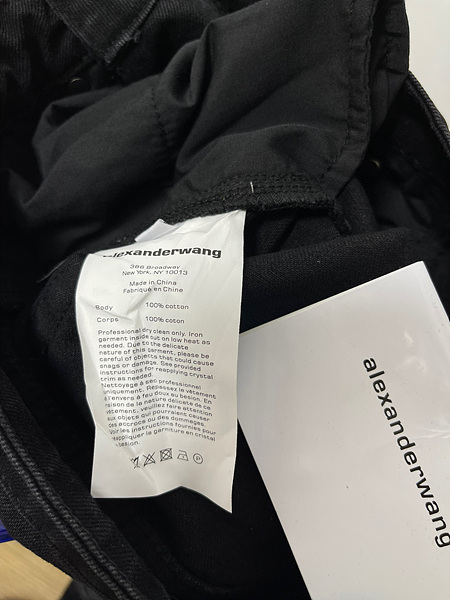 alexanderwang
386 Broadway
New York, NY 10013
Made in China
Fabriqué en Chine
Body 100% cotton
Corps 100% coton
Professional dry clean only. Iron
garment inside out on low heat as
needed. Due to the delicate
nature of this garment, please be
careful of objects that could cause
snags or damage. See provided
instructions for reapplying crystal
trim as needed.
Nettoyage à sec professionel
uniquement. Repassez le vêtement
à l'envers à feu doux au besoin. En
raison de la nature délicate de ce
vêtement, veuillez faire attention
aux objets qui pourraient causer
des accrocs ou des dommages.
Voir les instructions fournies pour
réappliquer la garniture en cristal
au besoin.
P
alexanderwang